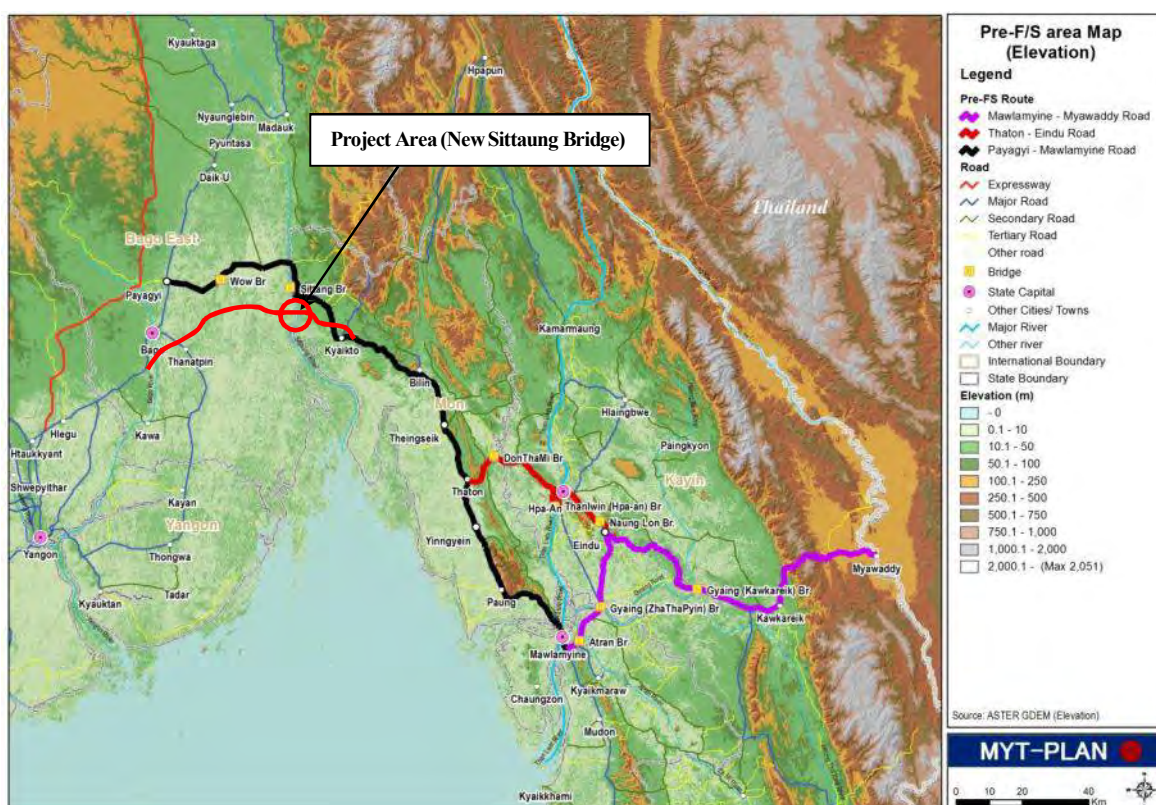 Kyauktaga
Hpapun
Nyaunglebin
Madauk
Pyuntasa
Daik-U
Project Area (New Sittaung Bridge)
Thailand
Bago East
Wow Br
Sittang Br.
Payagyi
Kamarmaung
Bago
Thanatpin
Kyaikto
Bilin
Mon
Hlaingbwe
Hlegu
Kawa
Theingseik
Paingkyon
Htaukkyant
DonThaMi Br
Kayin
Shwepyithar
Kayan
Thaton
Hpa-An
Thanlwin (Hpa-an) Br
Naung Lon Br.
Yangon
Yangon
Thongwa
Yinngyein
Eindu
Myawaddy
Kyauktan
Tadar
Paung
Gyaing (Kawkareik) Br.
Gyaing (ZhaThaPyin) Br
Kawkareik
Mawlamyine
Atran Br
Kyaikmaraw
Chaungzon
Mudon
Kyaikkhami
Pre-F/S area Map
(Elevation)
Legend
Pre-FS Route
Mawlamyine - Myawaddy Road
Thaton - Eindu Road
Payagyi - Mawlamyine Road
Road
Expressway
Major Road
Secondary Road
Tertiary Road
Other road
Bridge
State Capital
Other Cities/ Towns
Major River
Other river
International Boundary
State Boundary
Elevation (m)
- 0
0.1 - 10
10.1 - 50
50.1 - 100
100.1 - 250
250.1 - 500
500.1 - 750
750.1 - 1,000
1,000.1 - 2,000
2,000.1 - (Max 2,051)
Source: ASTER GDEM (Elevation)
MYT-PLAN
0 10 20 40
Km